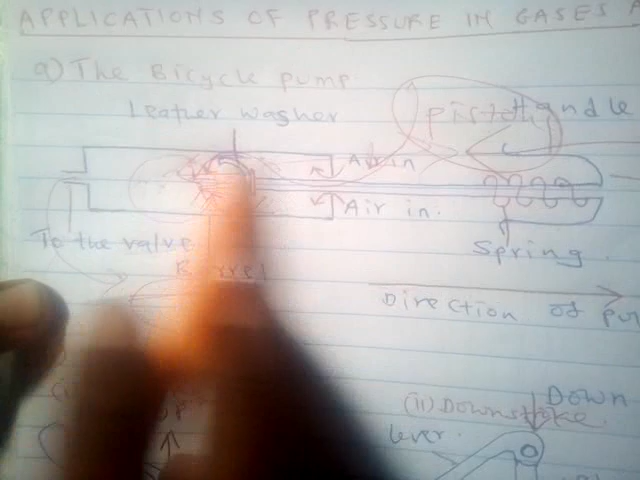 APPLICATIONS OF PRESSURE IN GASES A
a) The Bicycle pump
Leather washer
piston handle
Air in
Air in.
To the valve
Barrel
Spring.
Direction of
(ii) Downstroke
Down
lever.